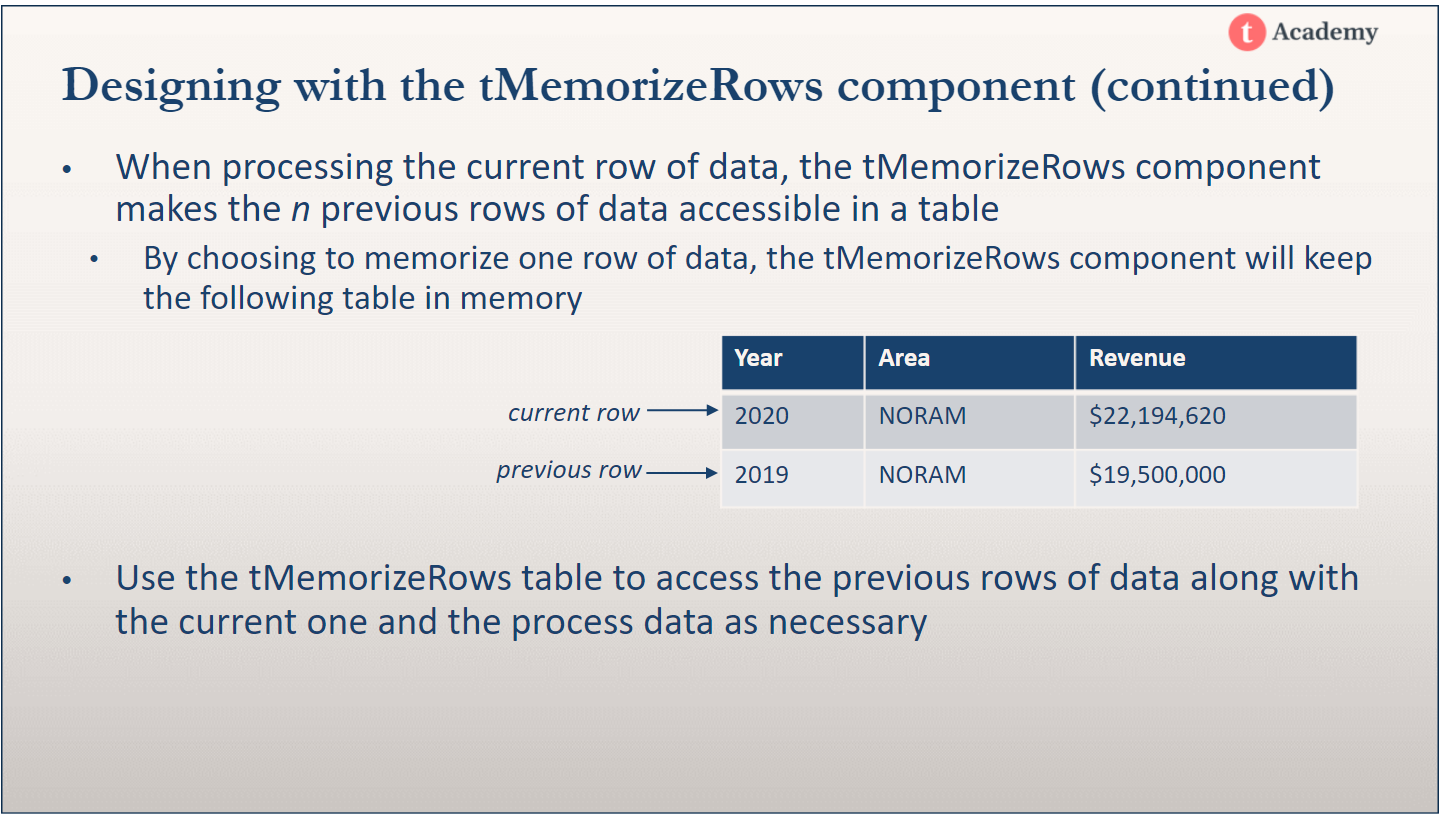 t Academy
Designing with the tMemorizeRows component (continued)
• When processing the current row of data, the tMemorizeRows component
makes the n previous rows of data accessible in a table
• By choosing to memorize one row of data, the tMemorizeRows component will keep
the following table in memory
Year Area Revenue
current row 2020 NORAM $22,194,620
previous row 2019 NORAM $19,500,000
• Use the tMemorizeRows table to access the previous rows of data along with
the current one and the process data as necessary